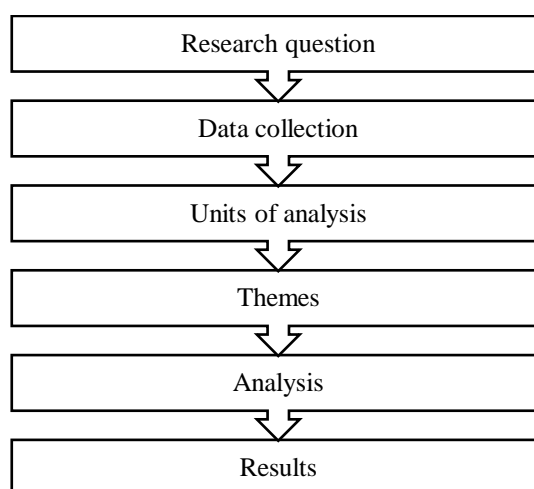 Research question
Data collection
Units of analysis
Themes
Analysis
Results